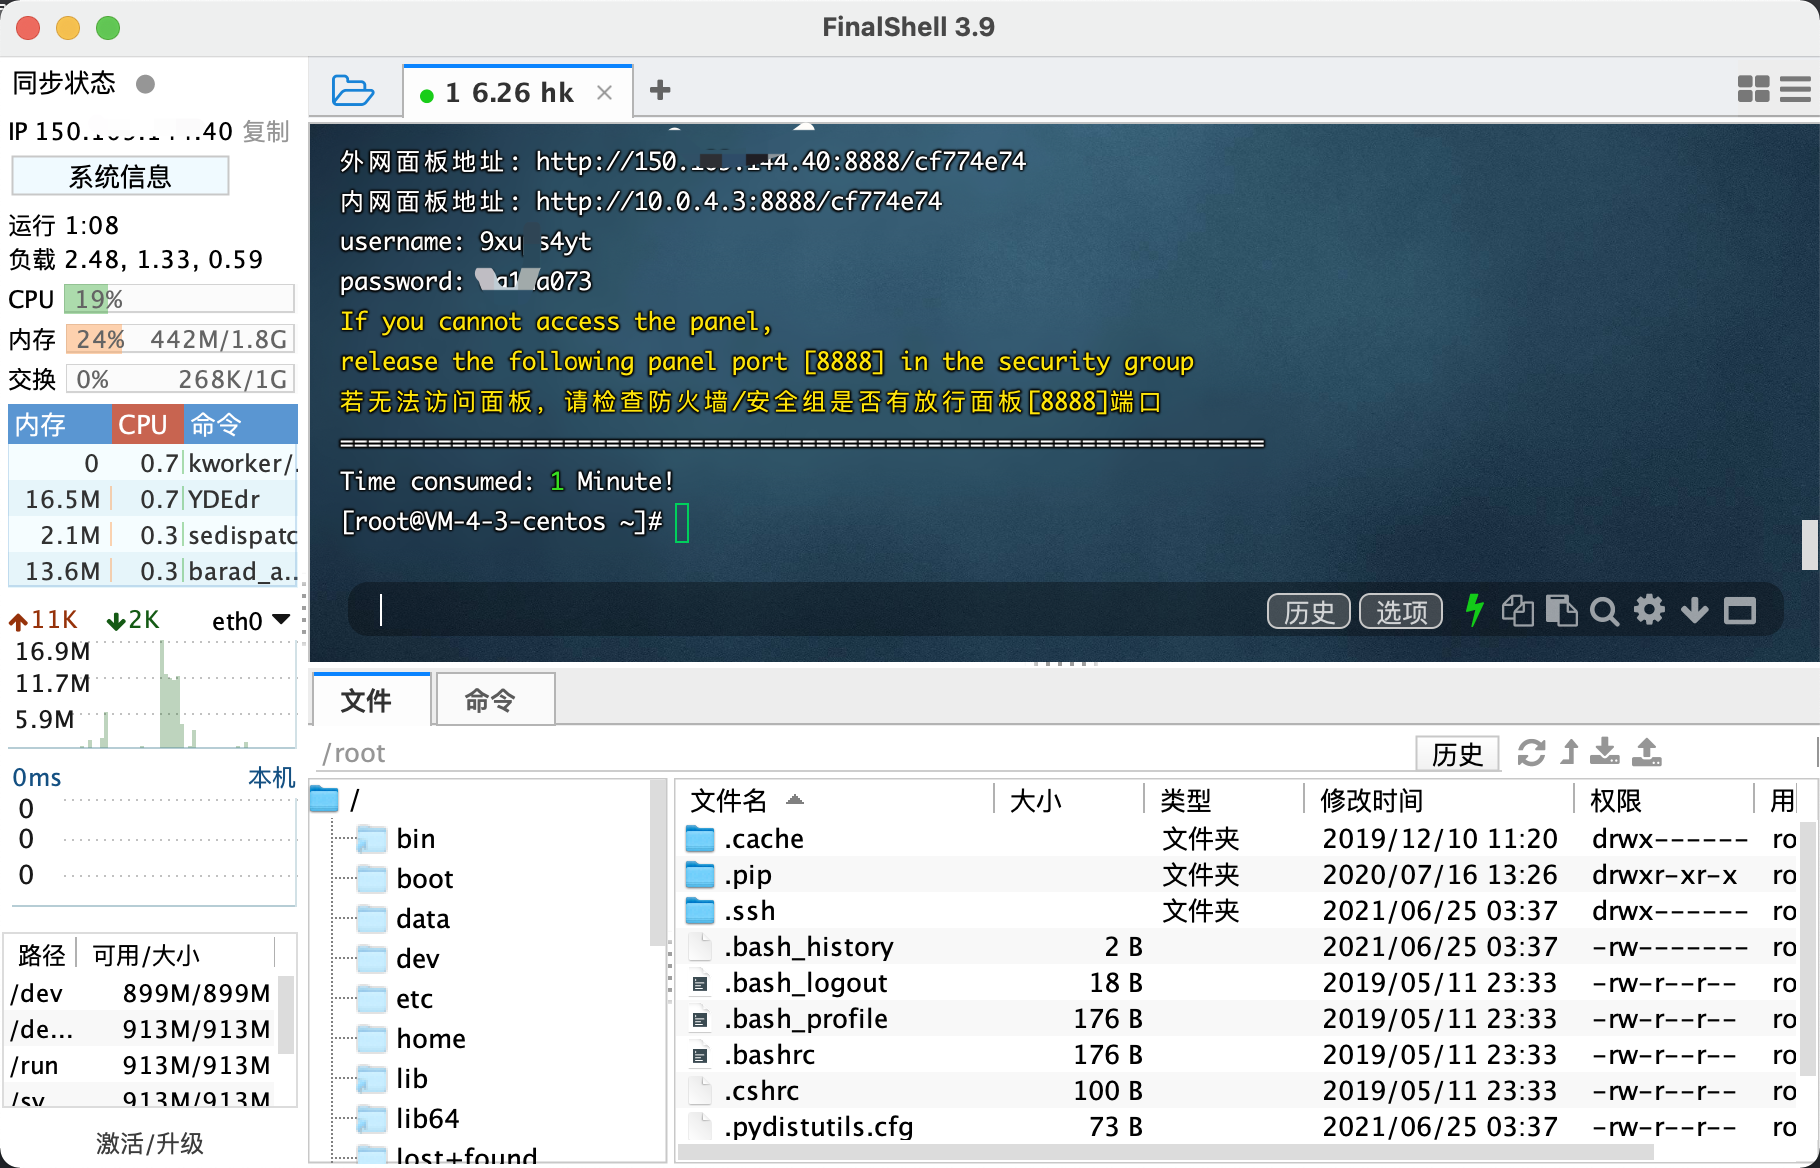 FinalShell 3.9
同步状态
IP 150. .40 复制
系统信息
运行 1:08
负载 2.48, 1.33, 0.59
CPU 19%
内存 24% 442M/1.8G
交换 0% 268K/1G
内存 CPU 命令
0 0.7 kworker/.
16.5M 0.7 YDEdr
2.1M 0.3 sedispatc
13.6M 0.3 barad_a..
11K 2K eth0
16.9M
11.7M
5.9M
0ms 本机
0
0
0
路径 可用/大小
/dev 899M/899M
/de... 913M/913M
/run 913M/913M
/sy 913M/913M
激活/升级
1 6.26 hk × +
外网面板地址: http://150. 44.40:8888/cf774e74
内网面板地址: http://10.0.4.3:8888/cf774e74
username: 9xu s4yt
password: a1 a073
If you cannot access the panel,
release the following panel port [8888] in the security group
若无法访问面板，请检查防火墙/安全组是否有放行面板[8888]端口
==================================================================
Time consumed: 1 Minute!
[root@VM-4-3-centos ~]#
历史 选项
文件 命令
/root 历史
/
bin
boot
data
dev
etc
home
lib
lib64
lost+found
文件名 大小 类型 修改时间 权限 用
.cache 文件夹 2019/12/10 11:20 drwx------ ro
.pip 文件夹 2020/07/16 13:26 drwxr-xr-x ro
.ssh 文件夹 2021/06/25 03:37 drwx------ ro
.bash_history 2 B 2021/06/25 03:37 -rw------- ro
.bash_logout 18 B 2019/05/11 23:33 -rw-r--r-- ro
.bash_profile 176 B 2019/05/11 23:33 -rw-r--r-- ro
.bashrc 176 B 2019/05/11 23:33 -rw-r--r-- ro
.cshrc 100 B 2019/05/11 23:33 -rw-r--r-- ro
.pydistutils.cfg 73 B 2021/06/25 03:37 -rw-r--r-- ro